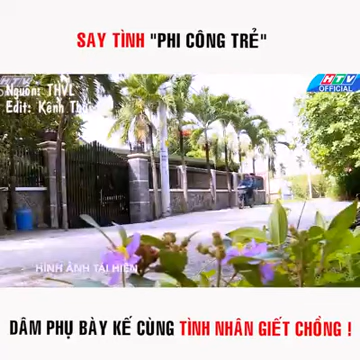 SAY TÌNH "PHI CÔNG TRẺ"
HTV
Nguồn: THVL
Edit: Kênh
HTV
OFFICIAL
HÌNH ẢNH TÁI HIỆN
DÂM PHỤ BÀY KẾ CÙNG TÌNH NHÂN GIẾT CHỒNG !